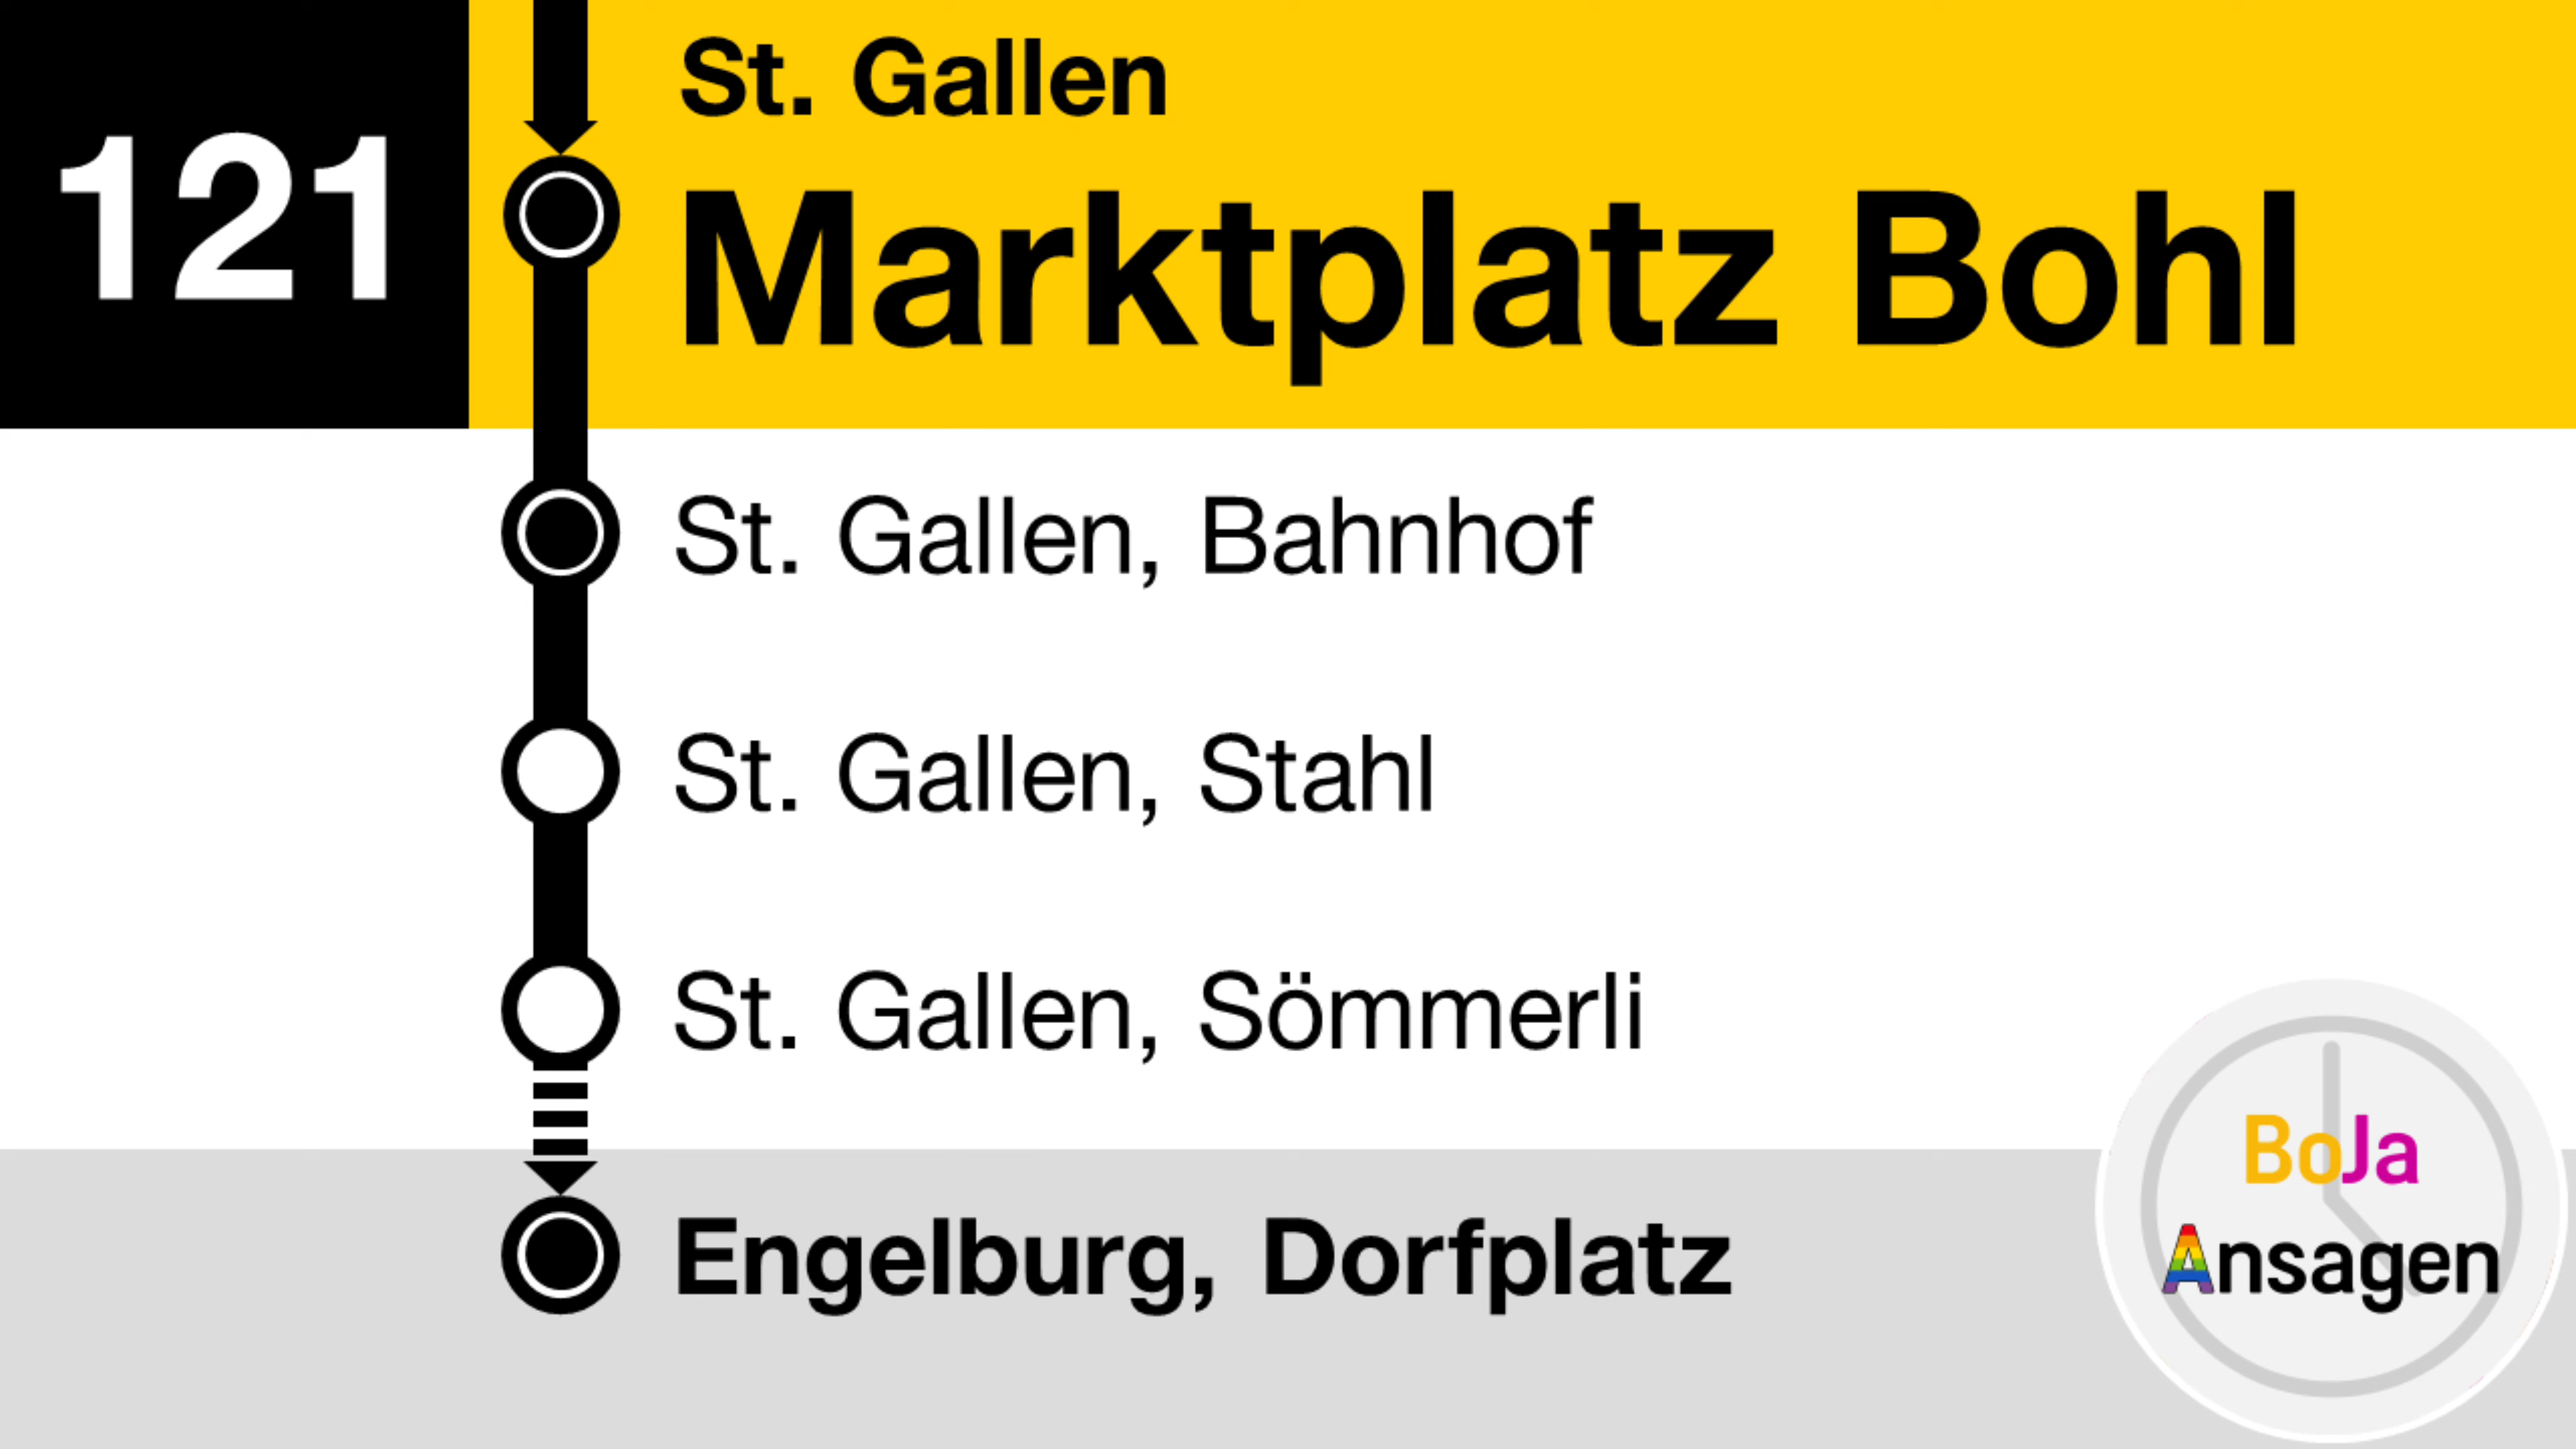 121
St. Gallen
Marktplatz Bohl
St. Gallen, Bahnhof
St. Gallen, Stahl
St. Gallen, Sömmerli
Engelburg, Dorfplatz
BoJa
Ansagen